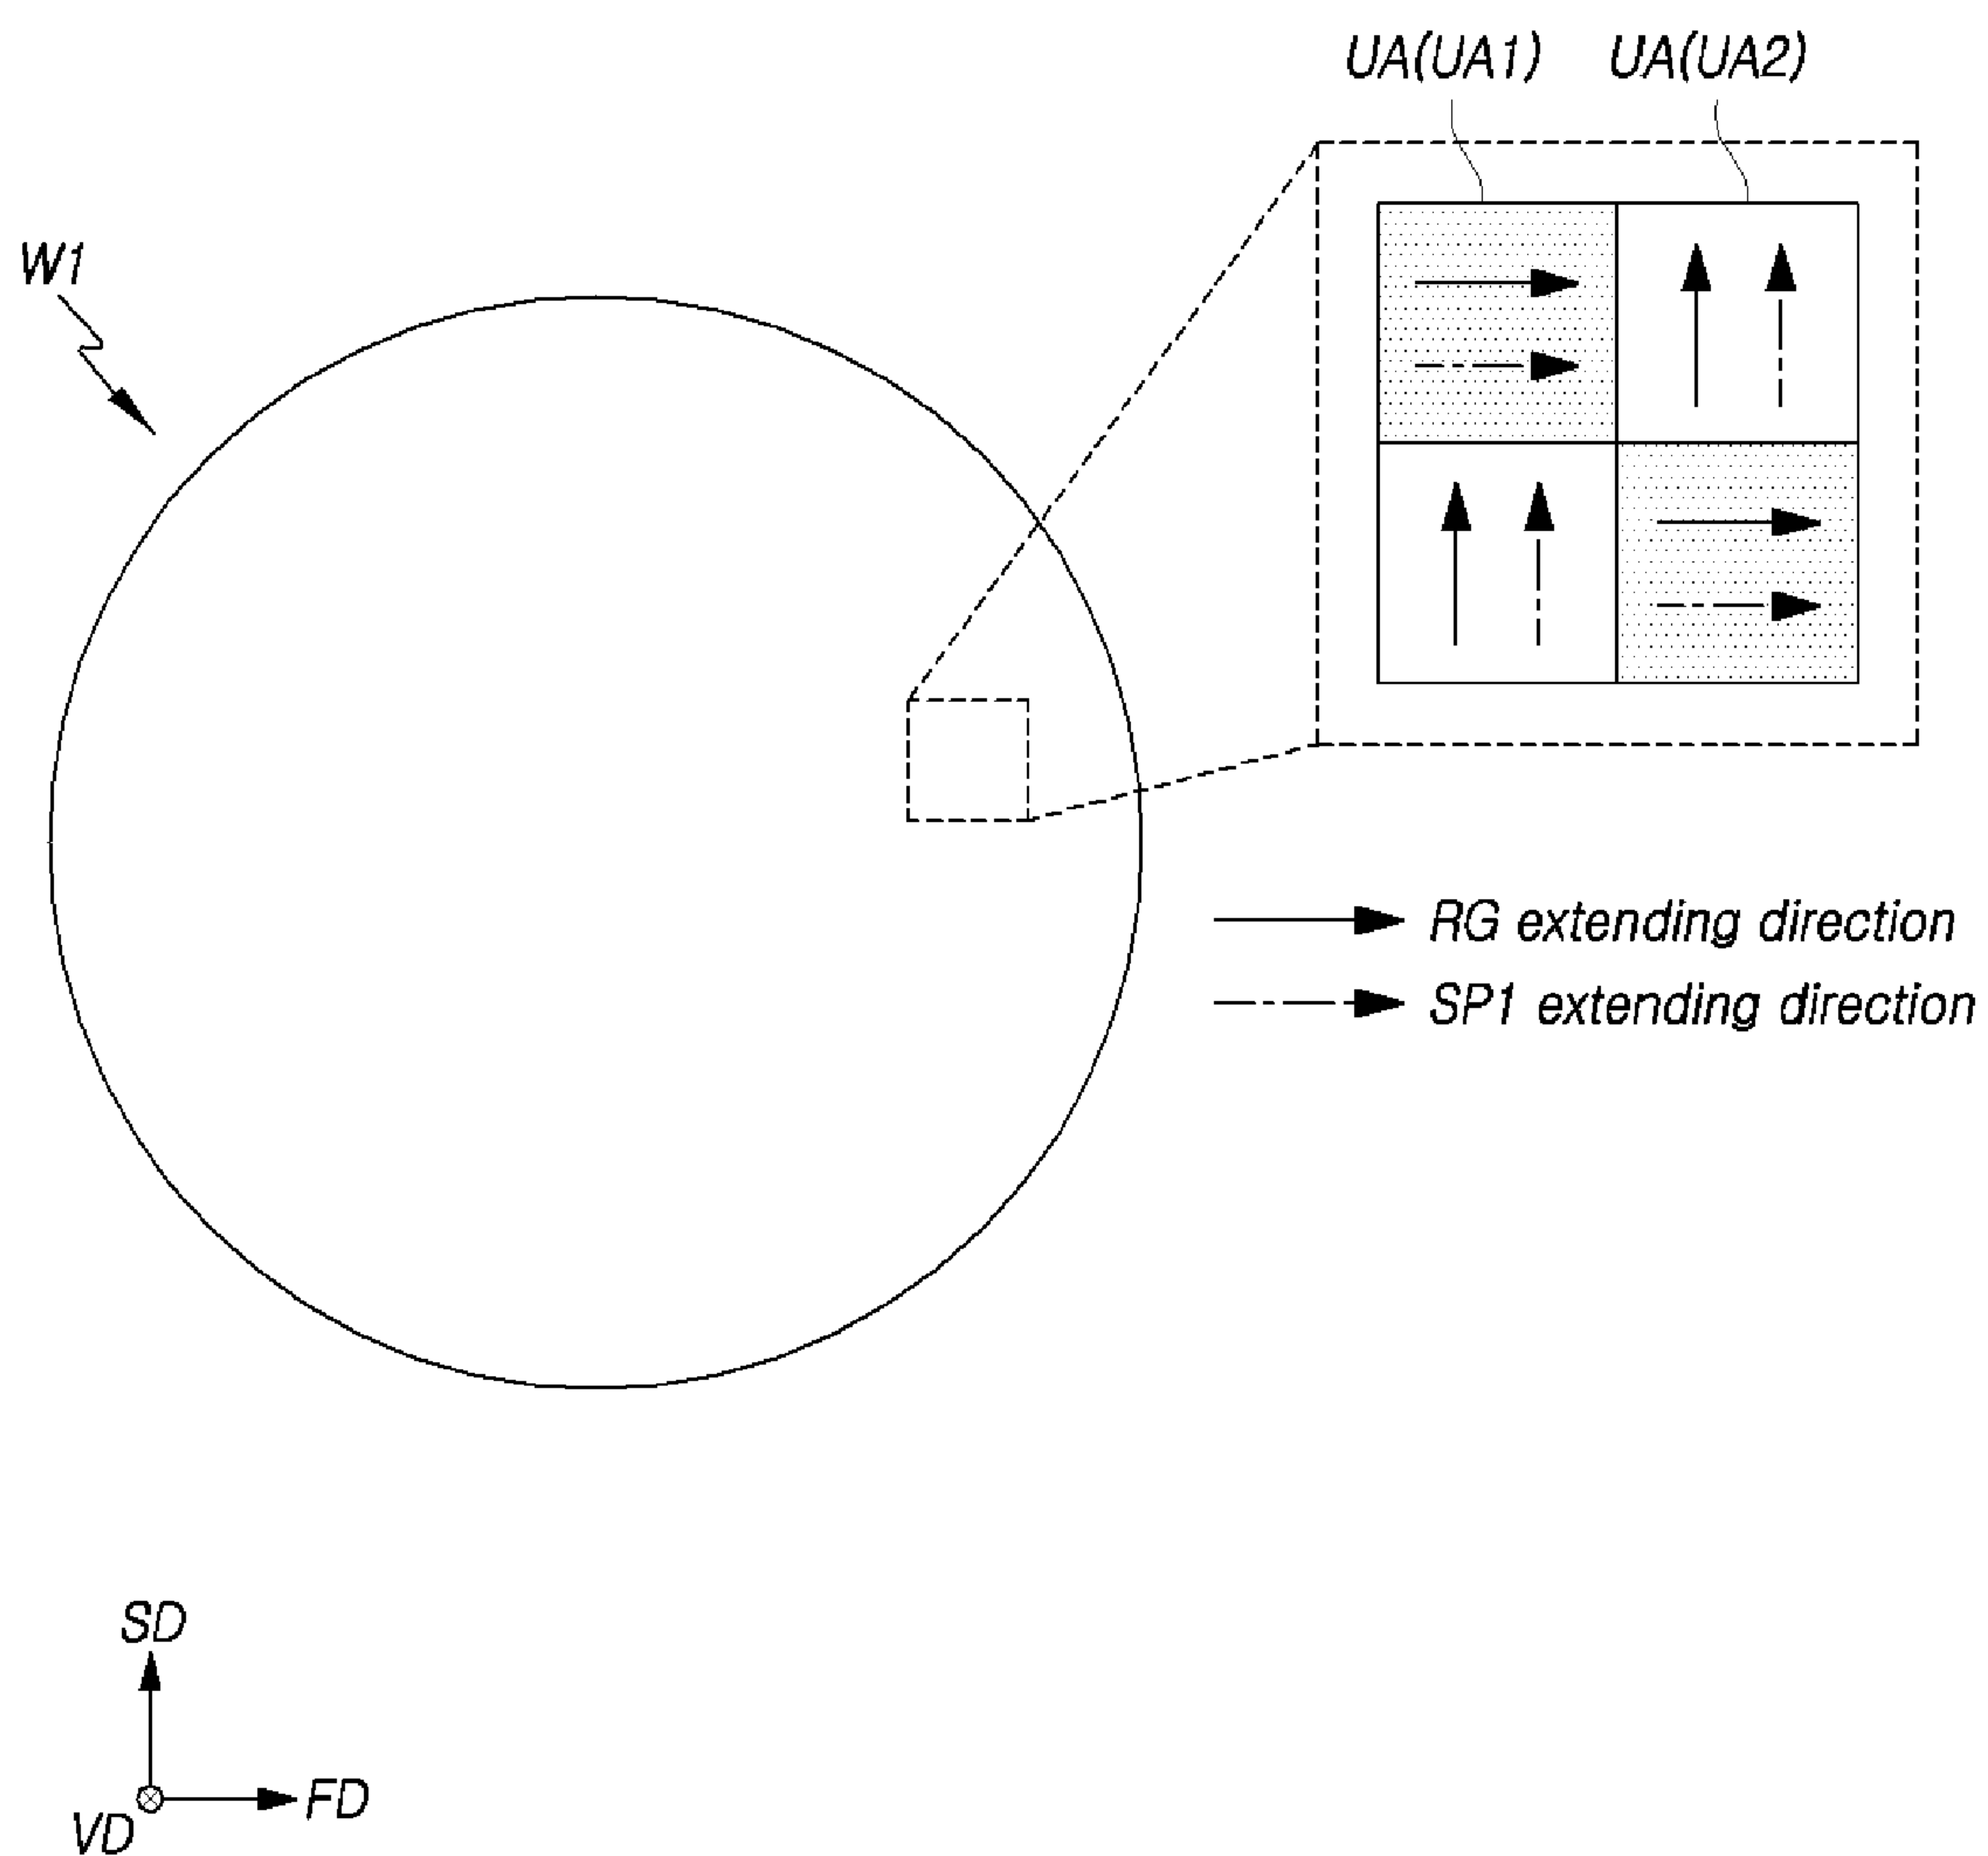 UA(UA1) UA(UA2)
W1
RG extending direction
SP1 extending direction
SD
FD
VD